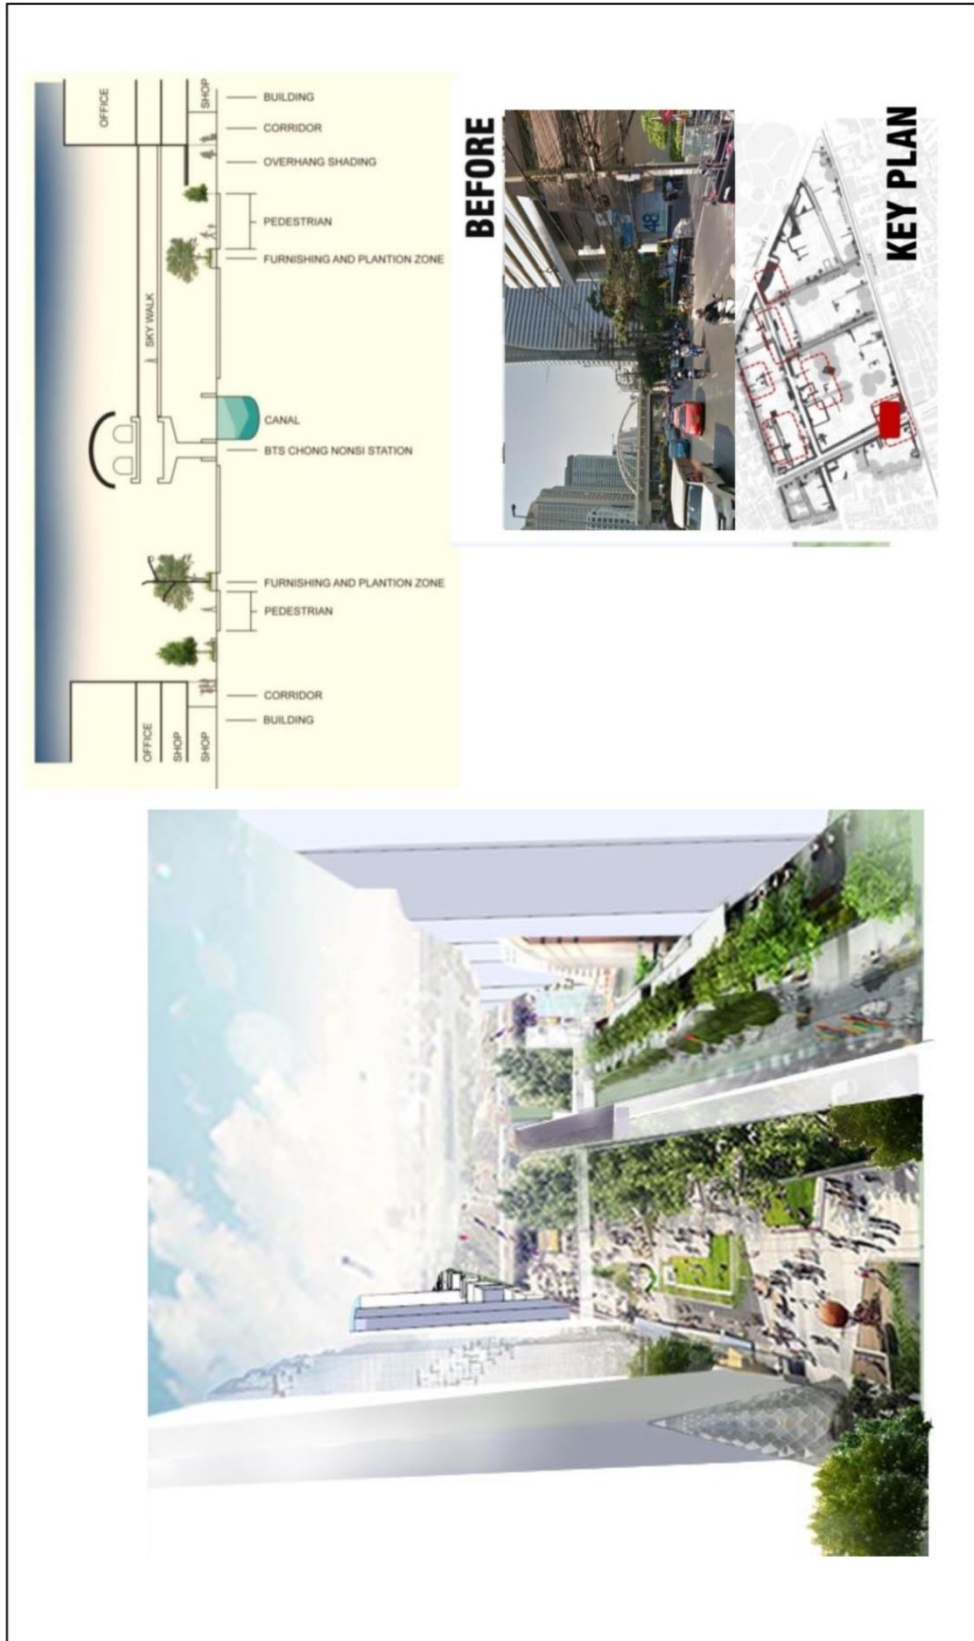 OFFICE
SHOP
BUILDING
CORRIDOR
OVERHANG SHADING
PEDESTRIAN
FURNISHING AND PLANTION ZONE
SKY WALK
CANAL
BTS CHONG NONSI STATION
FURNISHING AND PLANTION ZONE
PEDESTRIAN
CORRIDOR
BUILDING
OFFICE
SHOP
SHOP
BEFORE
48
KEY PLAN